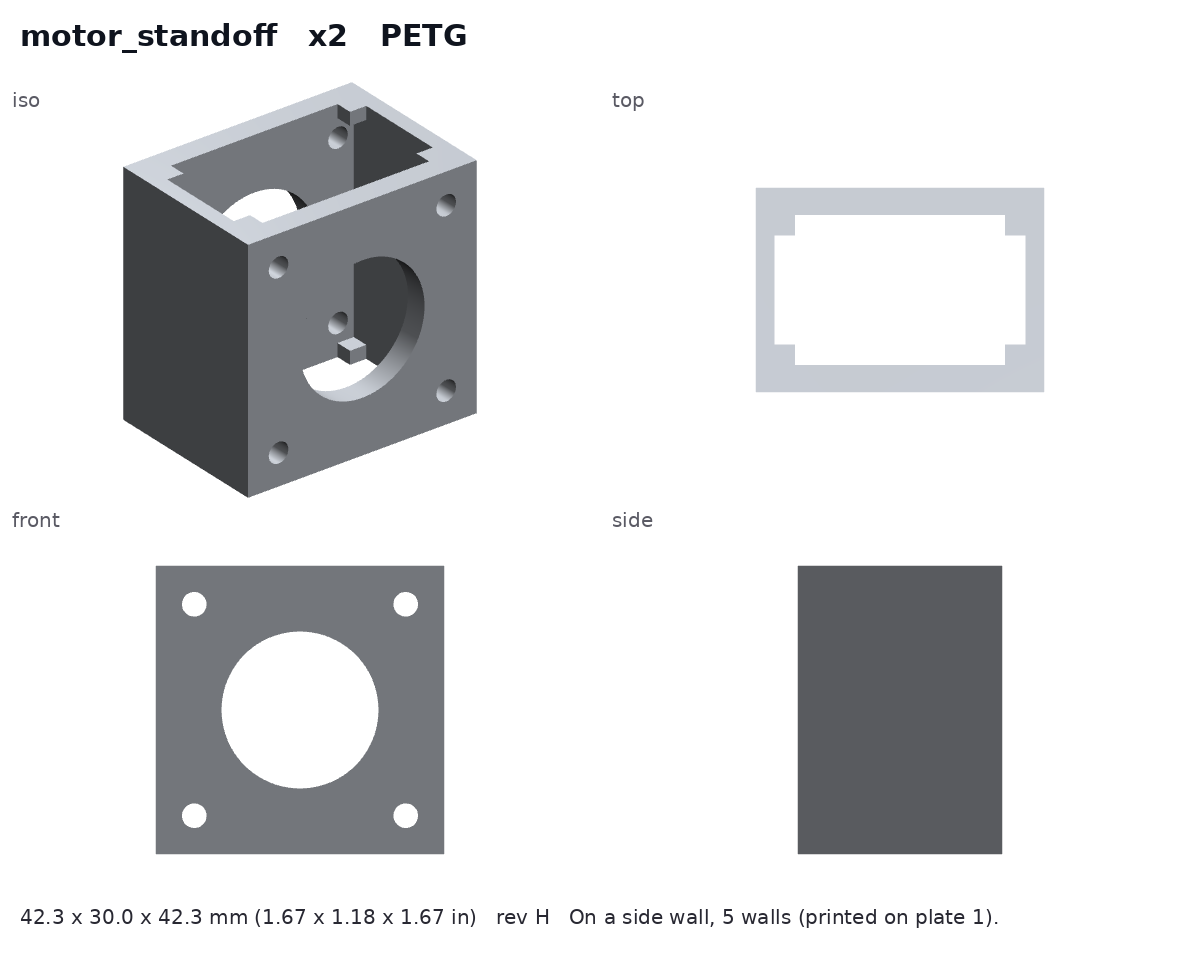 motor_standoff x2 PETG
iso
top
front
side
42.3 x 30.0 x 42.3 mm (1.67 x 1.18 x 1.67 in) rev H On a side wall, 5 walls (printed on plate 1).